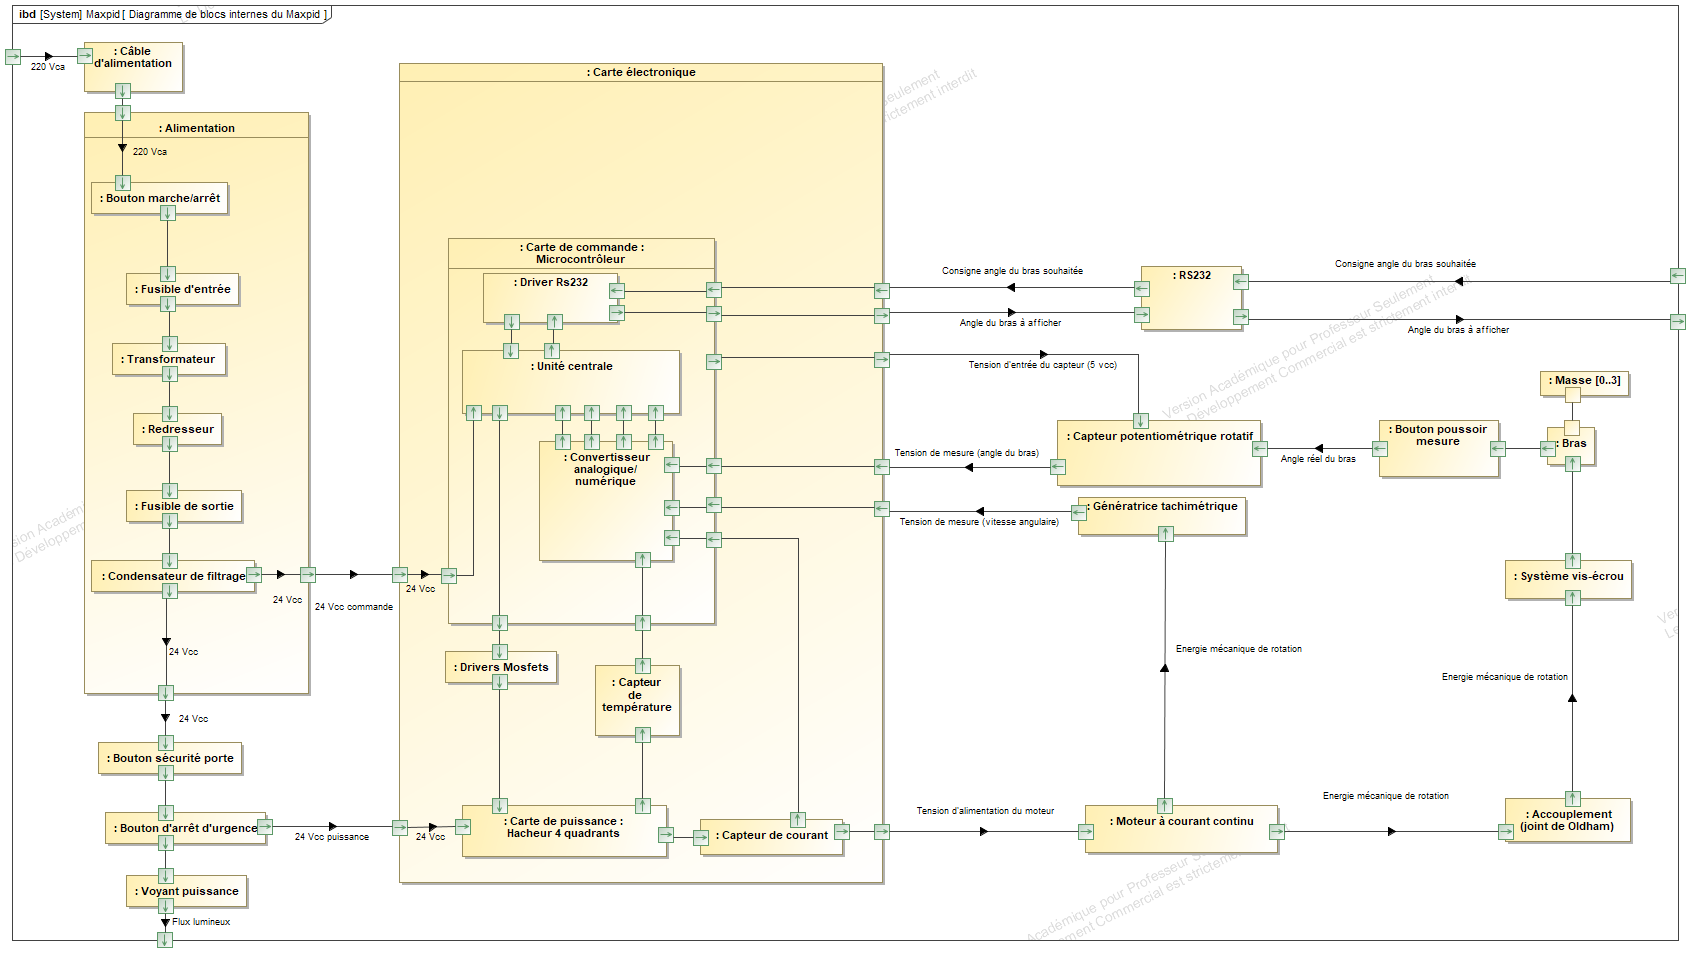 ibd [System] Maxpid[ Diagramme de blocs internes du Maxpid ]
220 Vca
: Câble
d'alimentation
: Alimentation
220 Vca
: Bouton marche/arrêt
: Fusible d'entrée
: Transformateur
: Redresseur
: Fusible de sortie
: Condensateur de filtrage
24 Vcc
24 Vcc commande
24 Vcc
24 Vcc
24 Vcc
: Bouton sécurité porte
: Bouton d'arrêt d'urgence
24 Vcc puissance
24 Vcc
: Voyant puissance
Flux lumineux
: Carte électronique
: Carte de commande :
Microcontrôleur
: Driver Rs232
: Unité centrale
: Convertisseur
analogique/
numérique
: Drivers Mosfets
: Capteur
de
température
: Carte de puissance :
Hacheur 4 quadrants
: Capteur de courant
Consigne angle du bras souhaitée
Angle du bras à afficher
Tension d'entrée du capteur (5 vcc)
: RS232
Consigne angle du bras souhaitée
Angle du bras à afficher
: Capteur potentiométrique rotatif
Tension de mesure (angle du bras)
Tension de mesure (vitesse angulaire)
: Génératrice tachimétrique
Angle réel du bras
: Bouton poussoir
mesure
: Masse [0..3]
: Bras
: Système vis-écrou
Energie mécanique de rotation
Energie mécanique de rotation
Energie mécanique de rotation
Tension d'alimentation du moteur
: Moteur à courant continu
: Accouplement
(joint de Oldham)
Version Académique pour Professeur Seulement
Développement Commercial est strictement